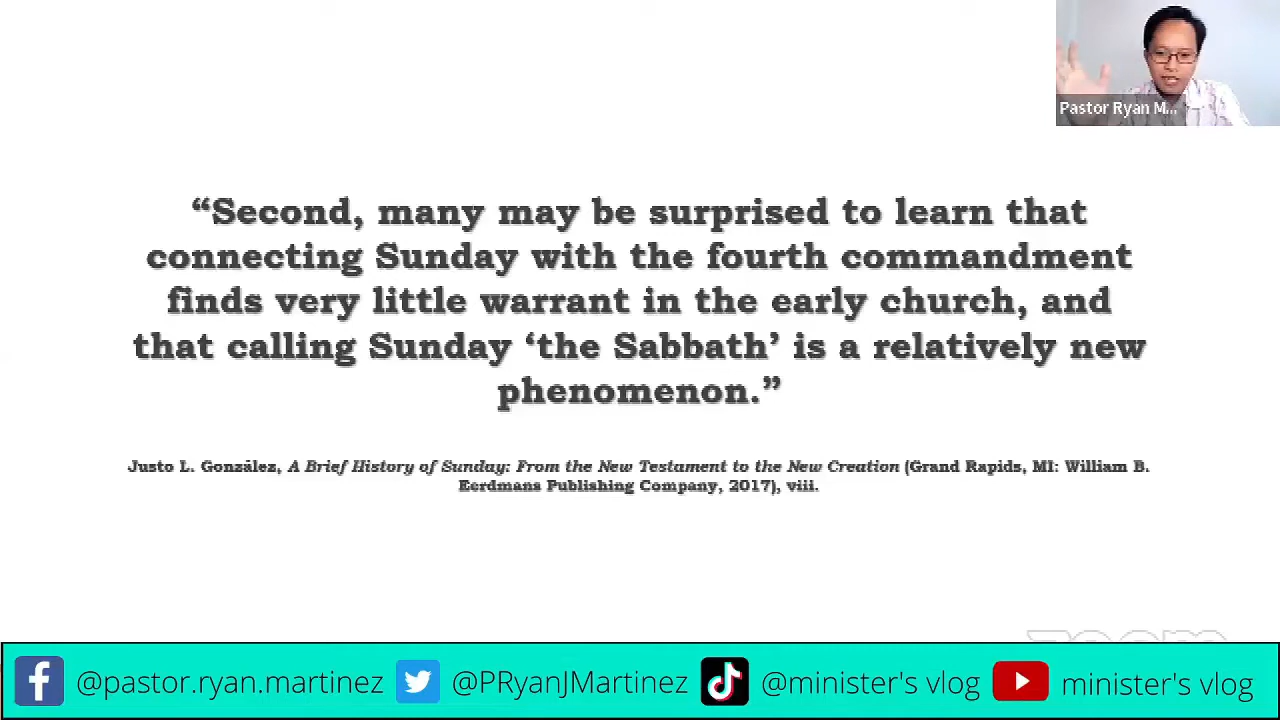 Pastor Ryan M...
“Second, many may be surprised to learn that
connecting Sunday with the fourth commandment
finds very little warrant in the early church, and
that calling Sunday ‘the Sabbath’ is a relatively new
phenomenon.”
Justo L. González, A Brief History of Sunday: From the New Testament to the New Creation (Grand Rapids, MI: William B.
Eerdmans Publishing Company, 2017), viii.
zoom
@pastor.ryan.martinez @PRyanJMartinez @minister's vlog minister's vlog